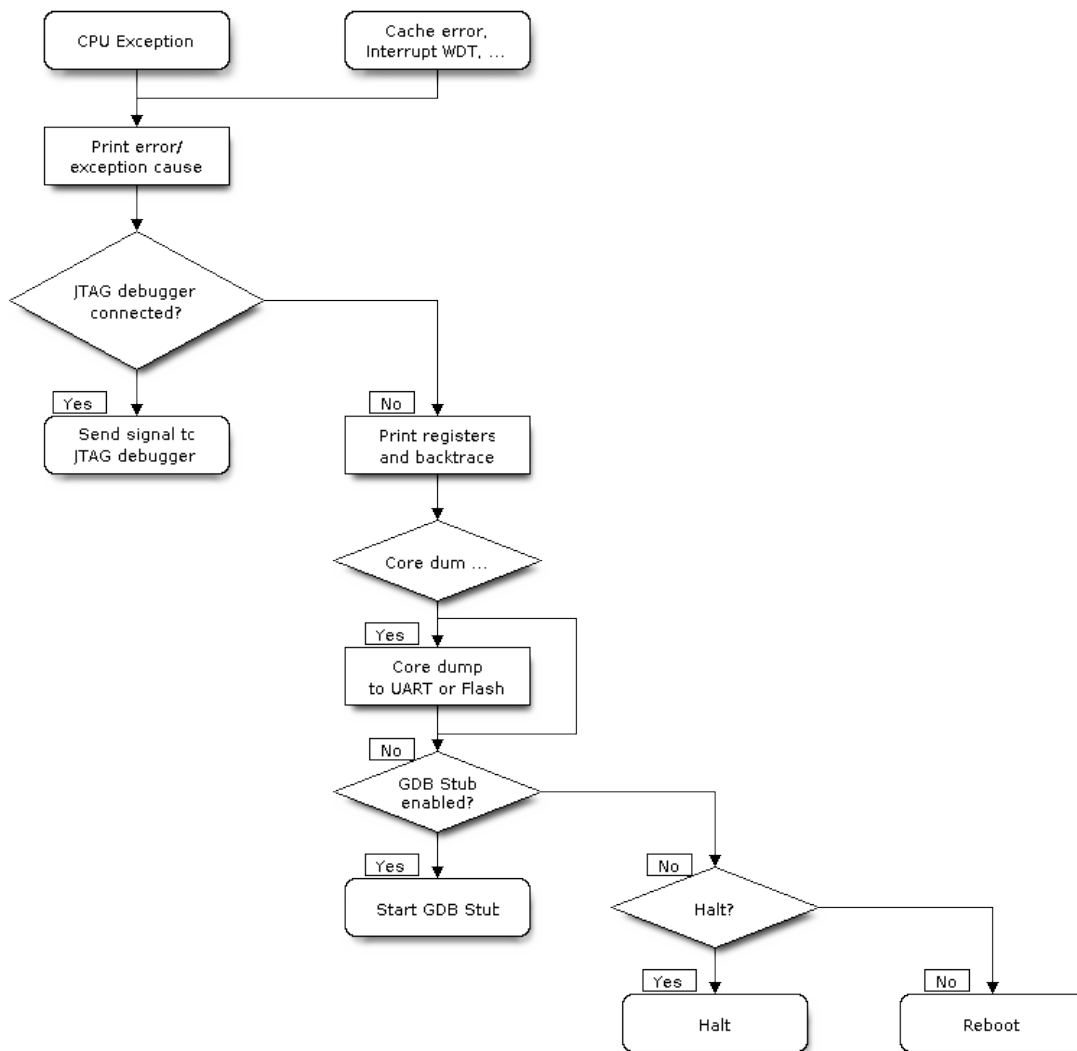 CPU Exception
Cache error,
Interrupt WDT, ...
Print error/
exception cause
JTAG debugger
connected?
Yes
Send signal to
JTAG debugger
No
Print registers
and backtrace
Core dum ...
Yes
Core dump
to UART or Flash
No
GDB Stub
enabled?
Yes
Start GDB Stub
No
Halt?
Yes
Halt
No
Reboot